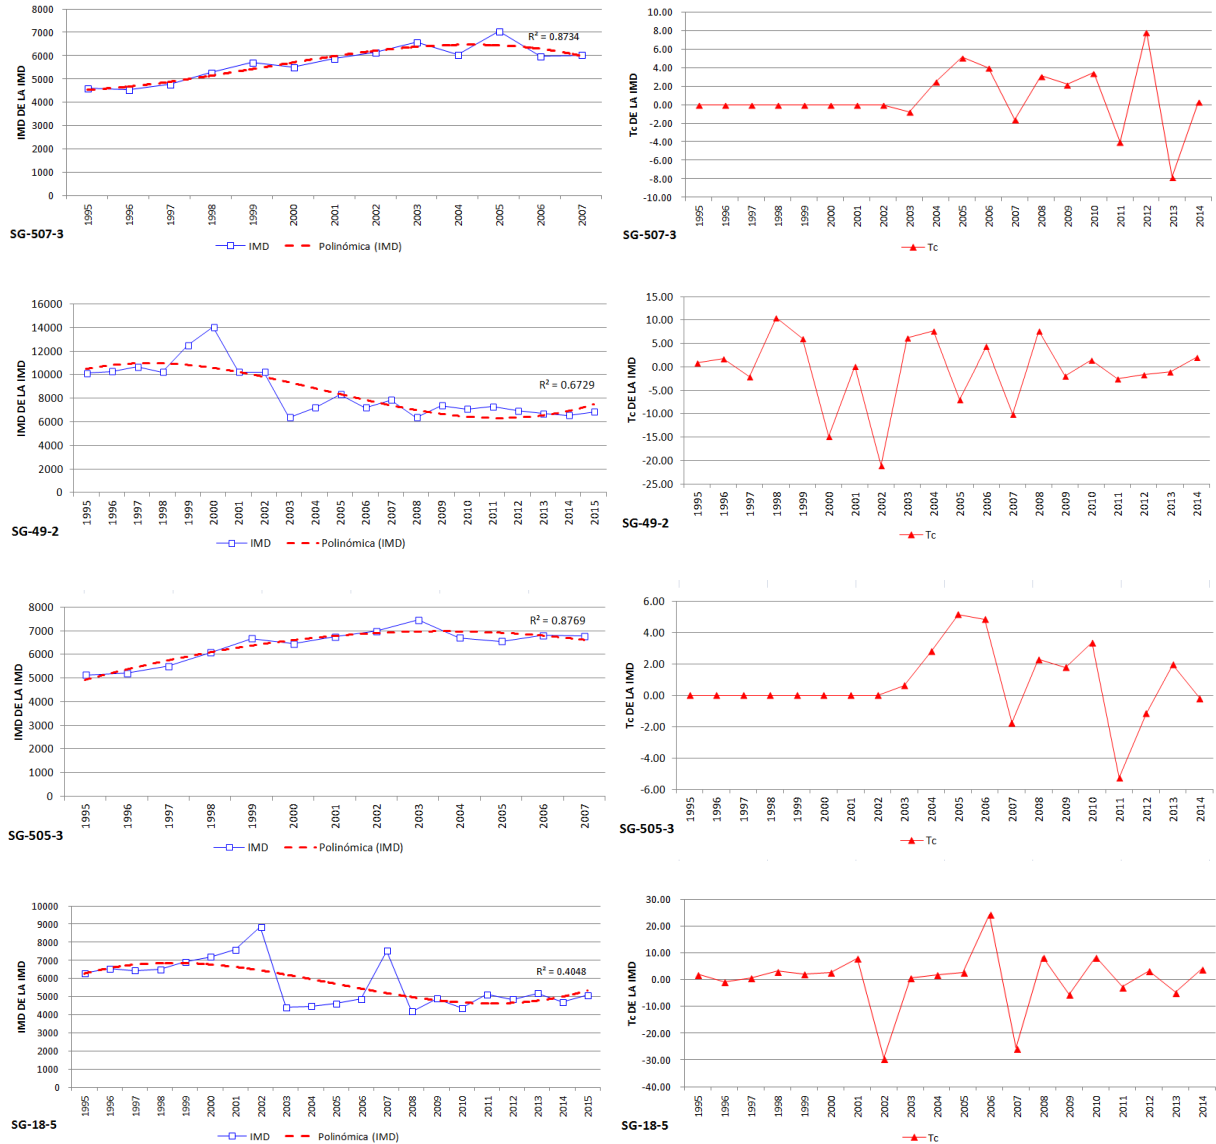 8000
7000
6000
5000
4000
3000
2000
1000
0
IMD DE LA IMD
R² = 0.8734
1995 1996 1997 1998 1999 2000 2001 2002 2003 2004 2005 2006 2007
SG-507-3
IMD Polinómica (IMD)
10.00
8.00
6.00
4.00
2.00
0.00
-2.00
-4.00
-6.00
-8.00
-10.00
Tc DE LA IMD
1995 1996 1997 1998 1999 2000 2001 2002 2003 2004 2005 2006 2007 2008 2009 2010 2011 2012 2013 2014
SG-507-3
Tc
16000
14000
12000
10000
8000
6000
4000
2000
0
IMD DE LA IMD
R² = 0.6729
1995 1996 1997 1998 1999 2000 2001 2002 2003 2004 2005 2006 2007 2008 2009 2010 2011 2012 2013 2014 2015
SG-49-2
IMD Polinómica (IMD)
15.00
10.00
5.00
0.00
-5.00
-10.00
-15.00
-20.00
-25.00
Tc DE LA IMD
1995 1996 1997 1998 1999 2000 2001 2002 2003 2004 2005 2006 2007 2008 2009 2010 2011 2012 2013 2014
SG-49-2
Tc
8000
7000
6000
5000
4000
3000
2000
1000
0
IMD DE LA IMD
R² = 0.8769
1995 1996 1997 1998 1999 2000 2001 2002 2003 2004 2005 2006 2007
SG-505-3
IMD Polinómica (IMD)
6.00
4.00
2.00
0.00
-2.00
-4.00
-6.00
Tc DE LA IMD
1995 1996 1997 1998 1999 2000 2001 2002 2003 2004 2005 2006 2007 2008 2009 2010 2011 2012 2013 2014
SG-505-3
Tc
10000
9000
8000
7000
6000
5000
4000
3000
2000
1000
0
IMD DE LA IMD
R² = 0.4048
1995 1996 1997 1998 1999 2000 2001 2002 2003 2004 2005 2006 2007 2008 2009 2010 2011 2012 2013 2014 2015
SG-18-5
IMD Polinómica (IMD)
30.00
20.00
10.00
0.00
-10.00
-20.00
-30.00
-40.00
Tc DE LA IMD
1995 1996 1997 1998 1999 2000 2001 2002 2003 2004 2005 2006 2007 2008 2009 2010 2011 2012 2013 2014
SG-18-5
Tc